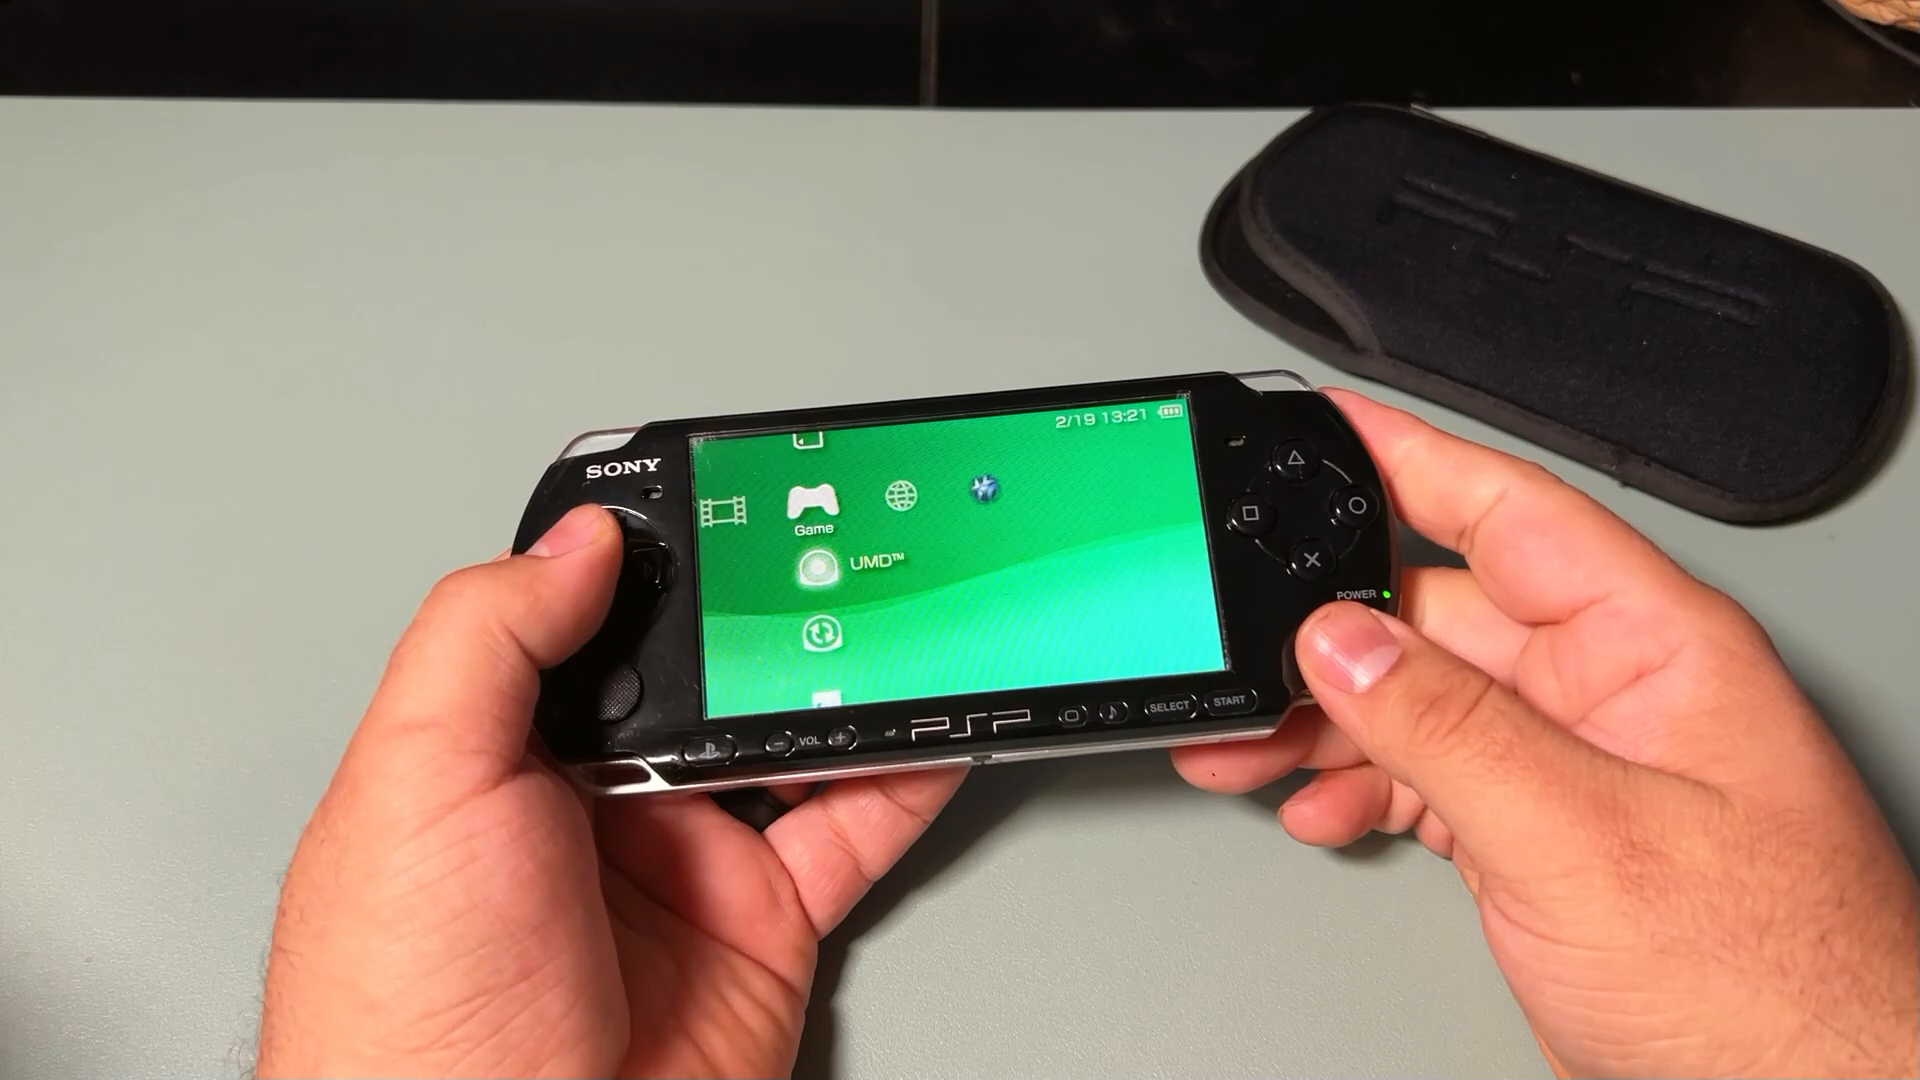 2/19 13:21
SONY
Game
UMD™
POWER
VOL
PSP
SELECT
START